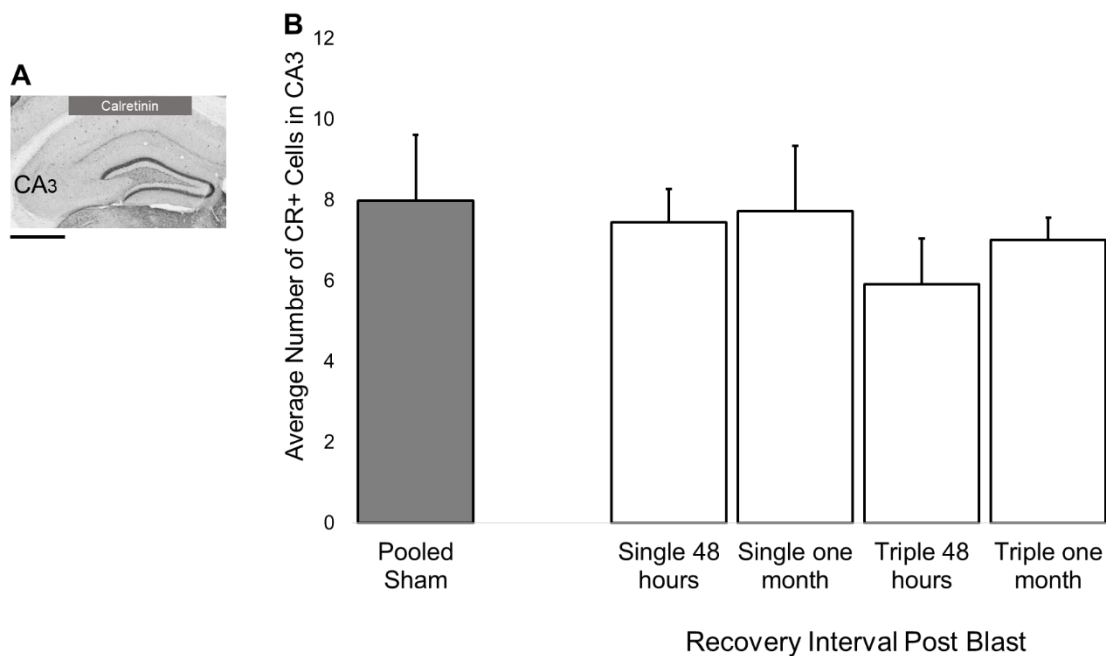 A
Calretinin
CA3
B
Average Number of CR+ Cells in CA3
12
10
8
6
4
2
0
Pooled
Sham
Single 48
hours
Single one
month
Triple 48
hours
Triple one
month
Recovery Interval Post Blast